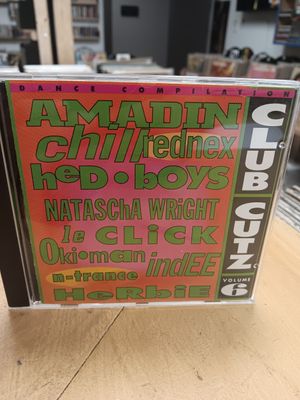 DANCE COMPILATION
AMADIN
chill rednex
hed•boys
NATASChA WRiGhT
le CLiCK
Oki•man indEE
n-trance
HerbiE
CLUB CUTZ
VOLUME
6